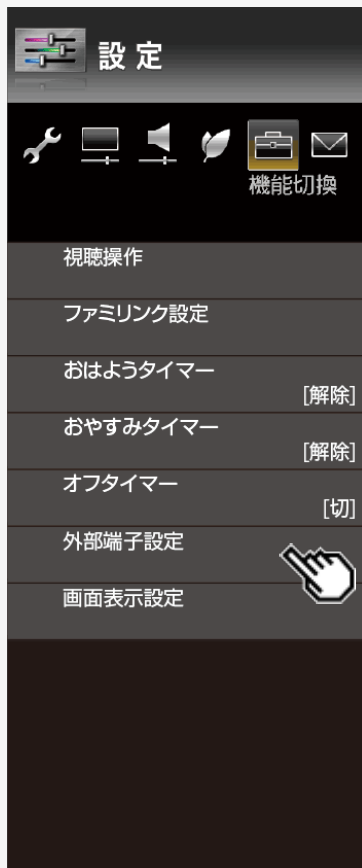 設定
機能切換
視聴操作
ファミリンク設定
おはようタイマー
[解除]
おやすみタイマー
[解除]
オフタイマー
[切]
外部端子設定
画面表示設定